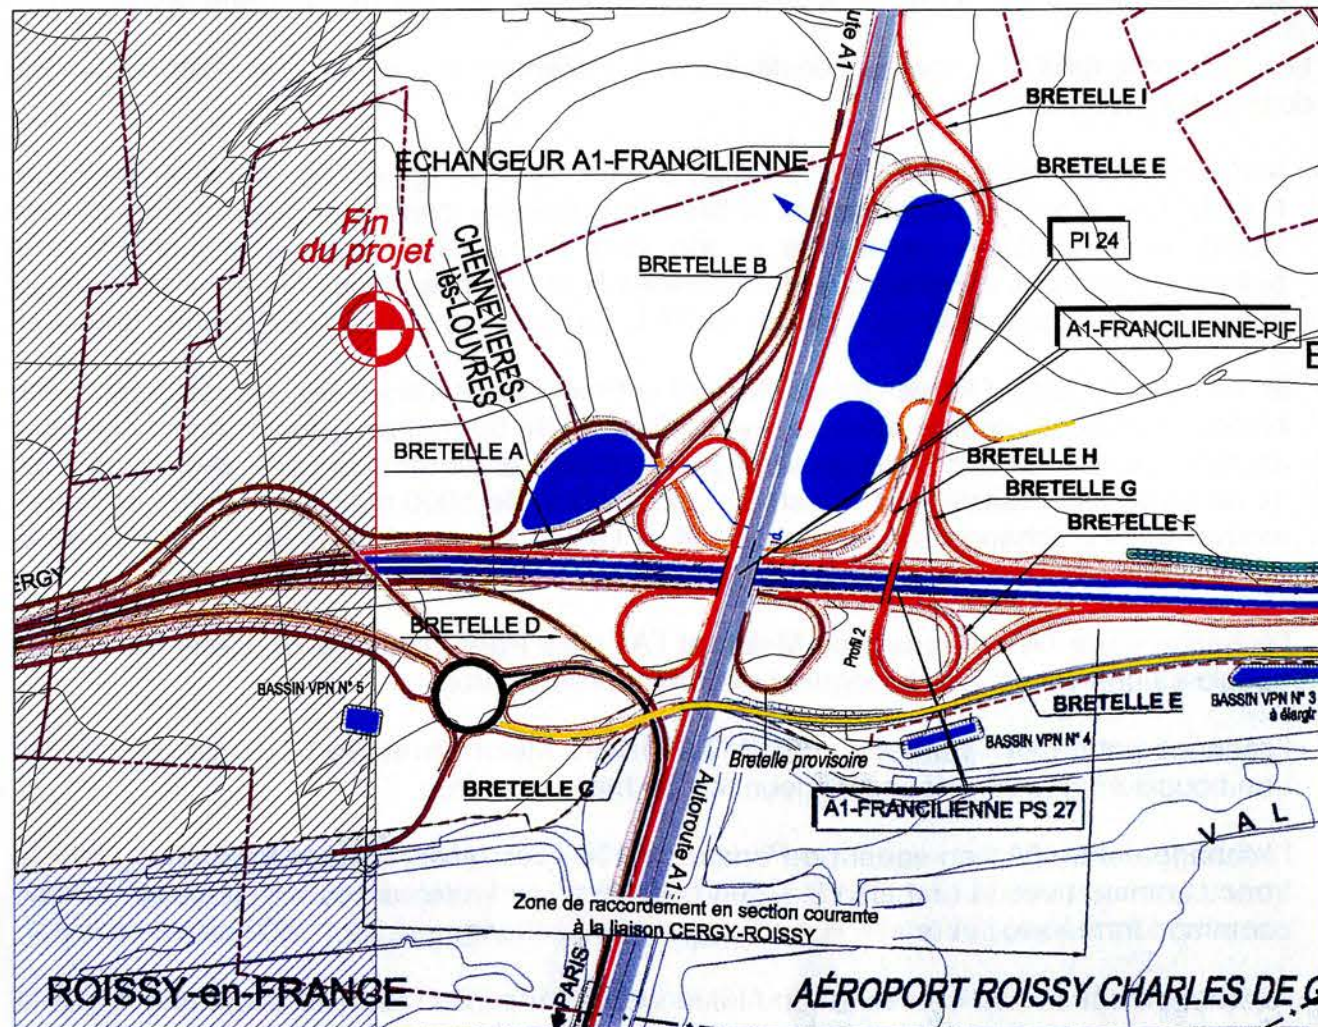 ute A1
BRETELLE I
ECHANGEUR A1-FRANCILIENNE
BRETELLE E
Fin
du projet
CHENNEVIERES-
lès-LOUVRES
BRETELLE B
PI 24
A1-FRANCILIENNE-PIF
E
BRETELLE A
BRETELLE H
BRETELLE G
BRETELLE F
ERGY
BRETELLE D
Profil 2
BASSIN VPN N° 5
BRETELLE E
BASSIN VPN N° 3
à élargir
BASSIN VPN N° 4
Bretelle provisoire
BRETELLE C
Autoroute A1
A1-FRANCILIENNE PS 27
VAL
Zone de raccordement en section courante
à la liaison CERGY-ROISSY
PARIS
ROISSY-en-FRANCE
AÉROPORT ROISSY CHARLES DE G